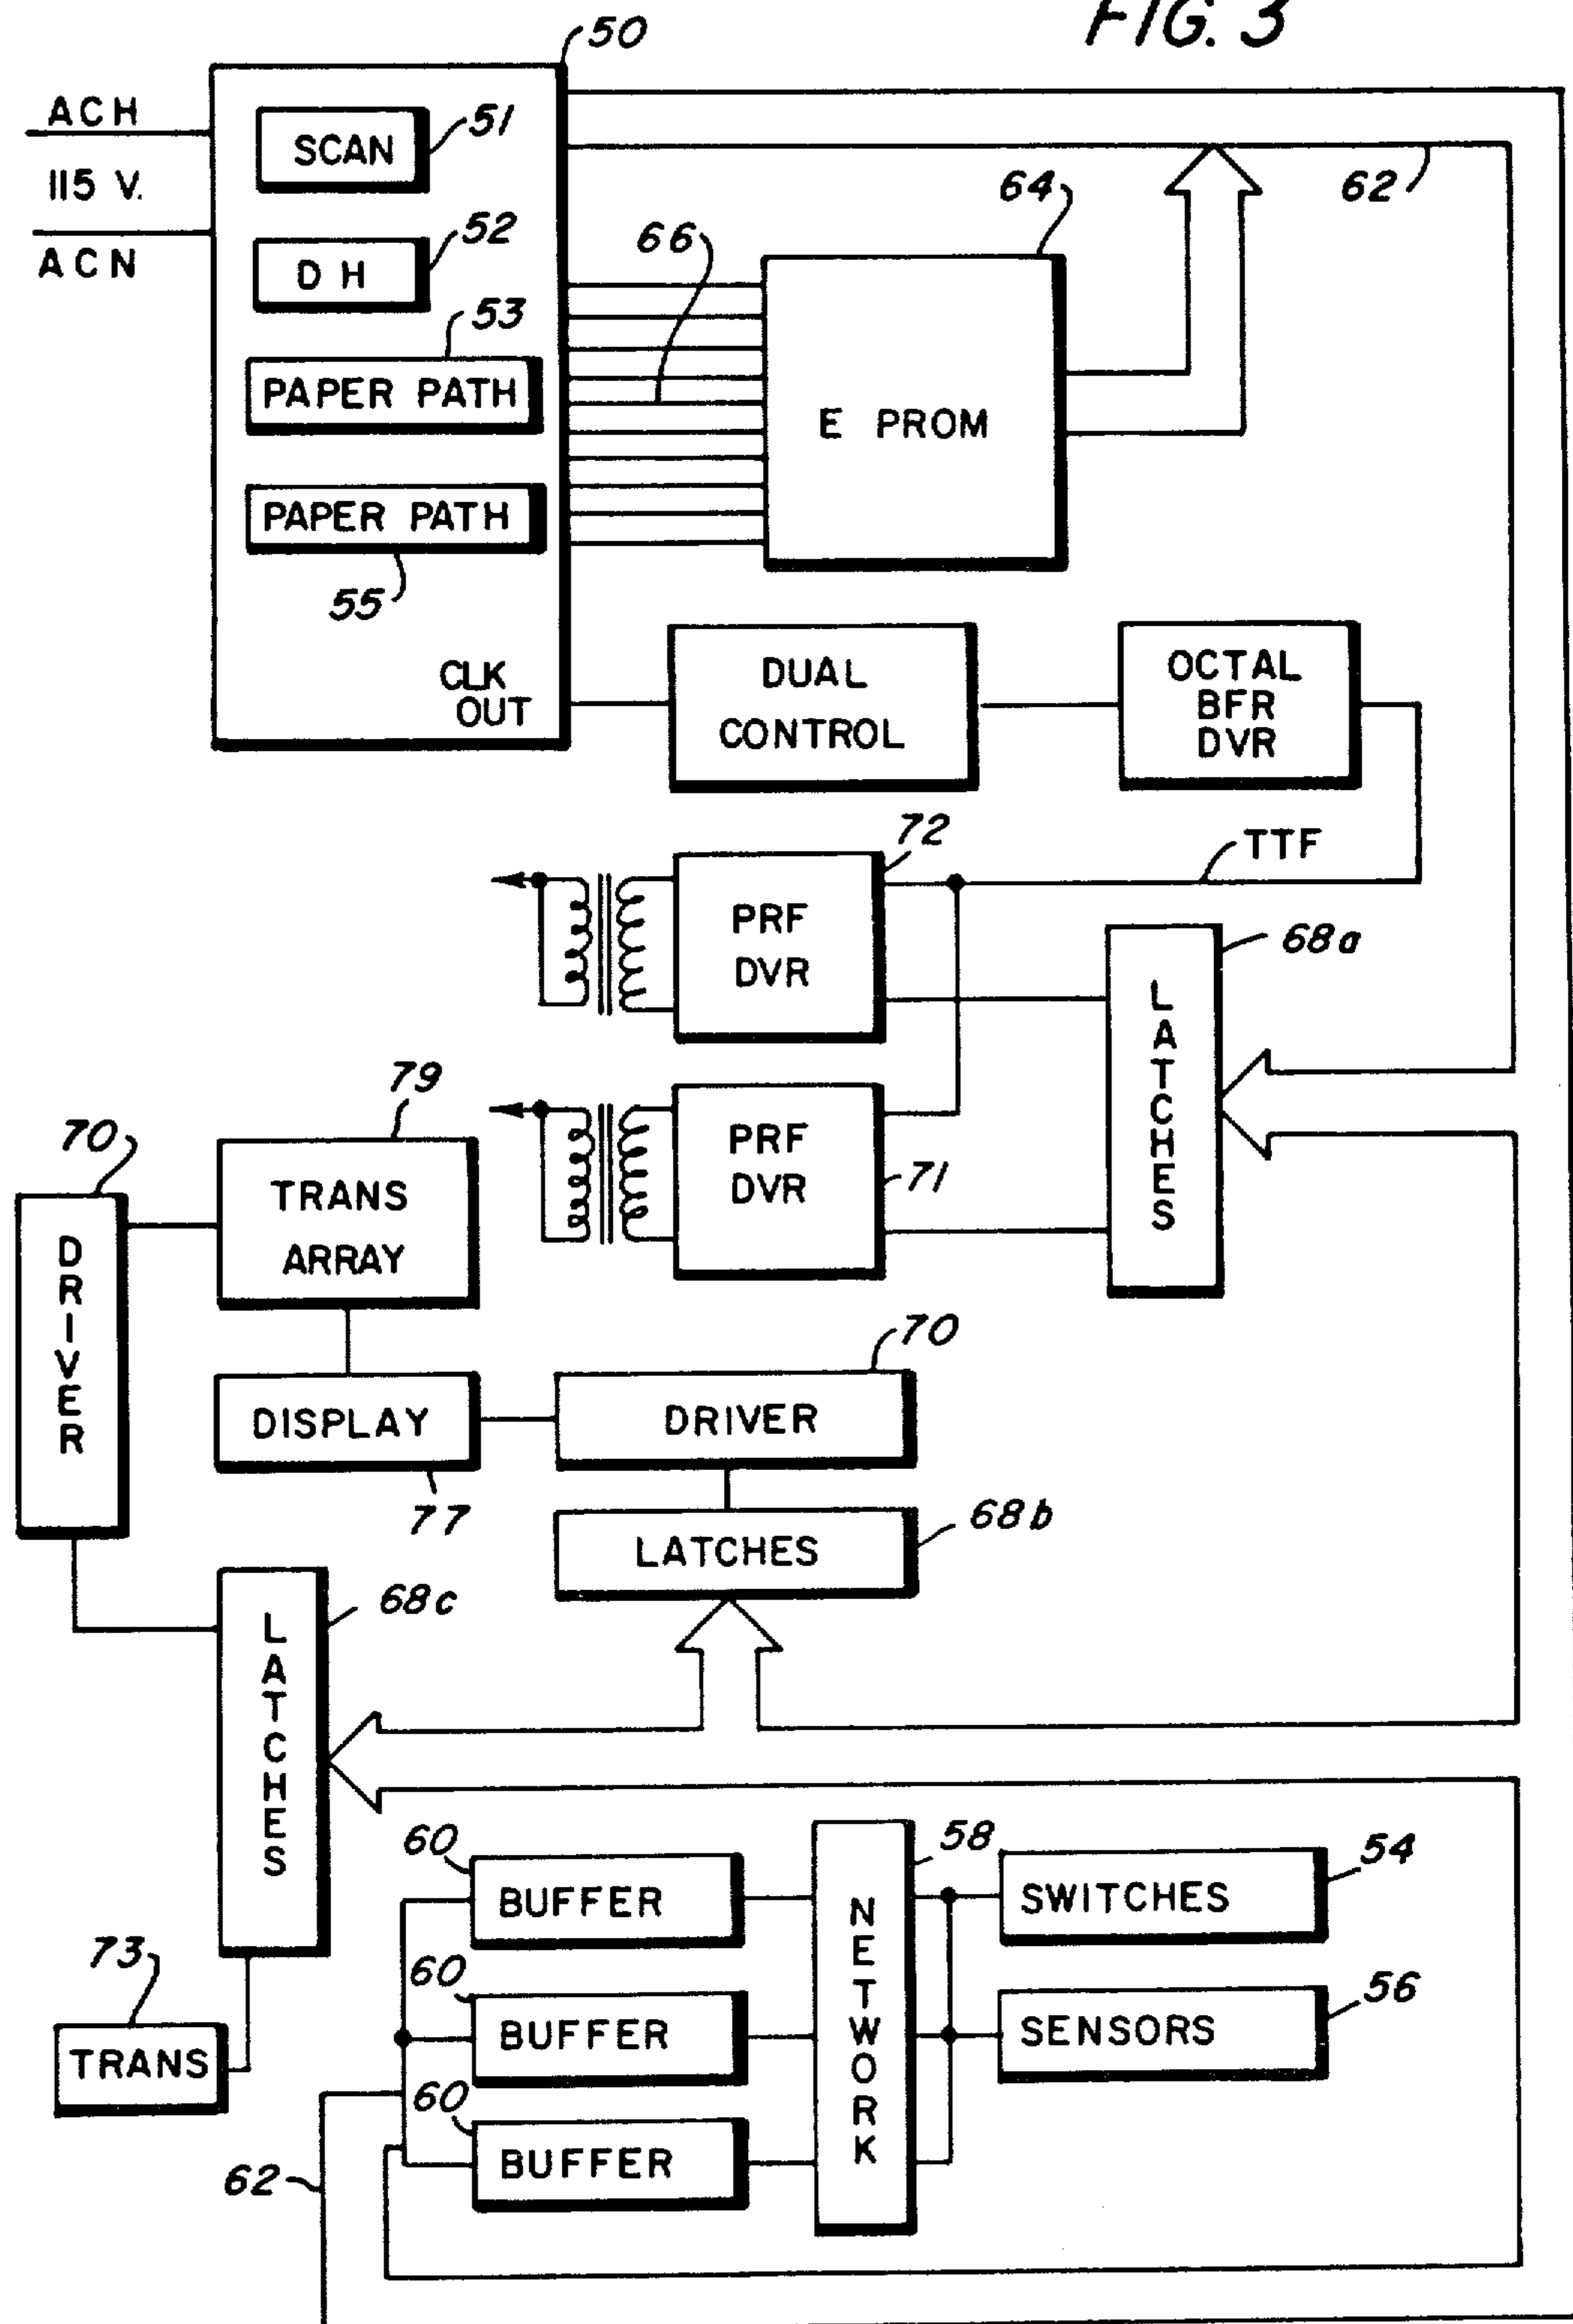 FIG. 3
50
ACH
115 V.
ACN
SCAN
51
DH
52
53
PAPER PATH
PAPER PATH
55
CLK
OUT
66
64
62
E PROM
DUAL
CONTROL
OCTAL
BFR
DVR
TTF
72
PRF
DVR
68a
LATCHES
79
70
TRANS
ARRAY
PRF
DVR
71
DRIVER
70
DISPLAY
DRIVER
77
68b
LATCHES
68c
LATCHES
60
BUFFER
58
54
SWITCHES
NETWORK
73
TRANS
60
BUFFER
56
SENSORS
60
BUFFER
62